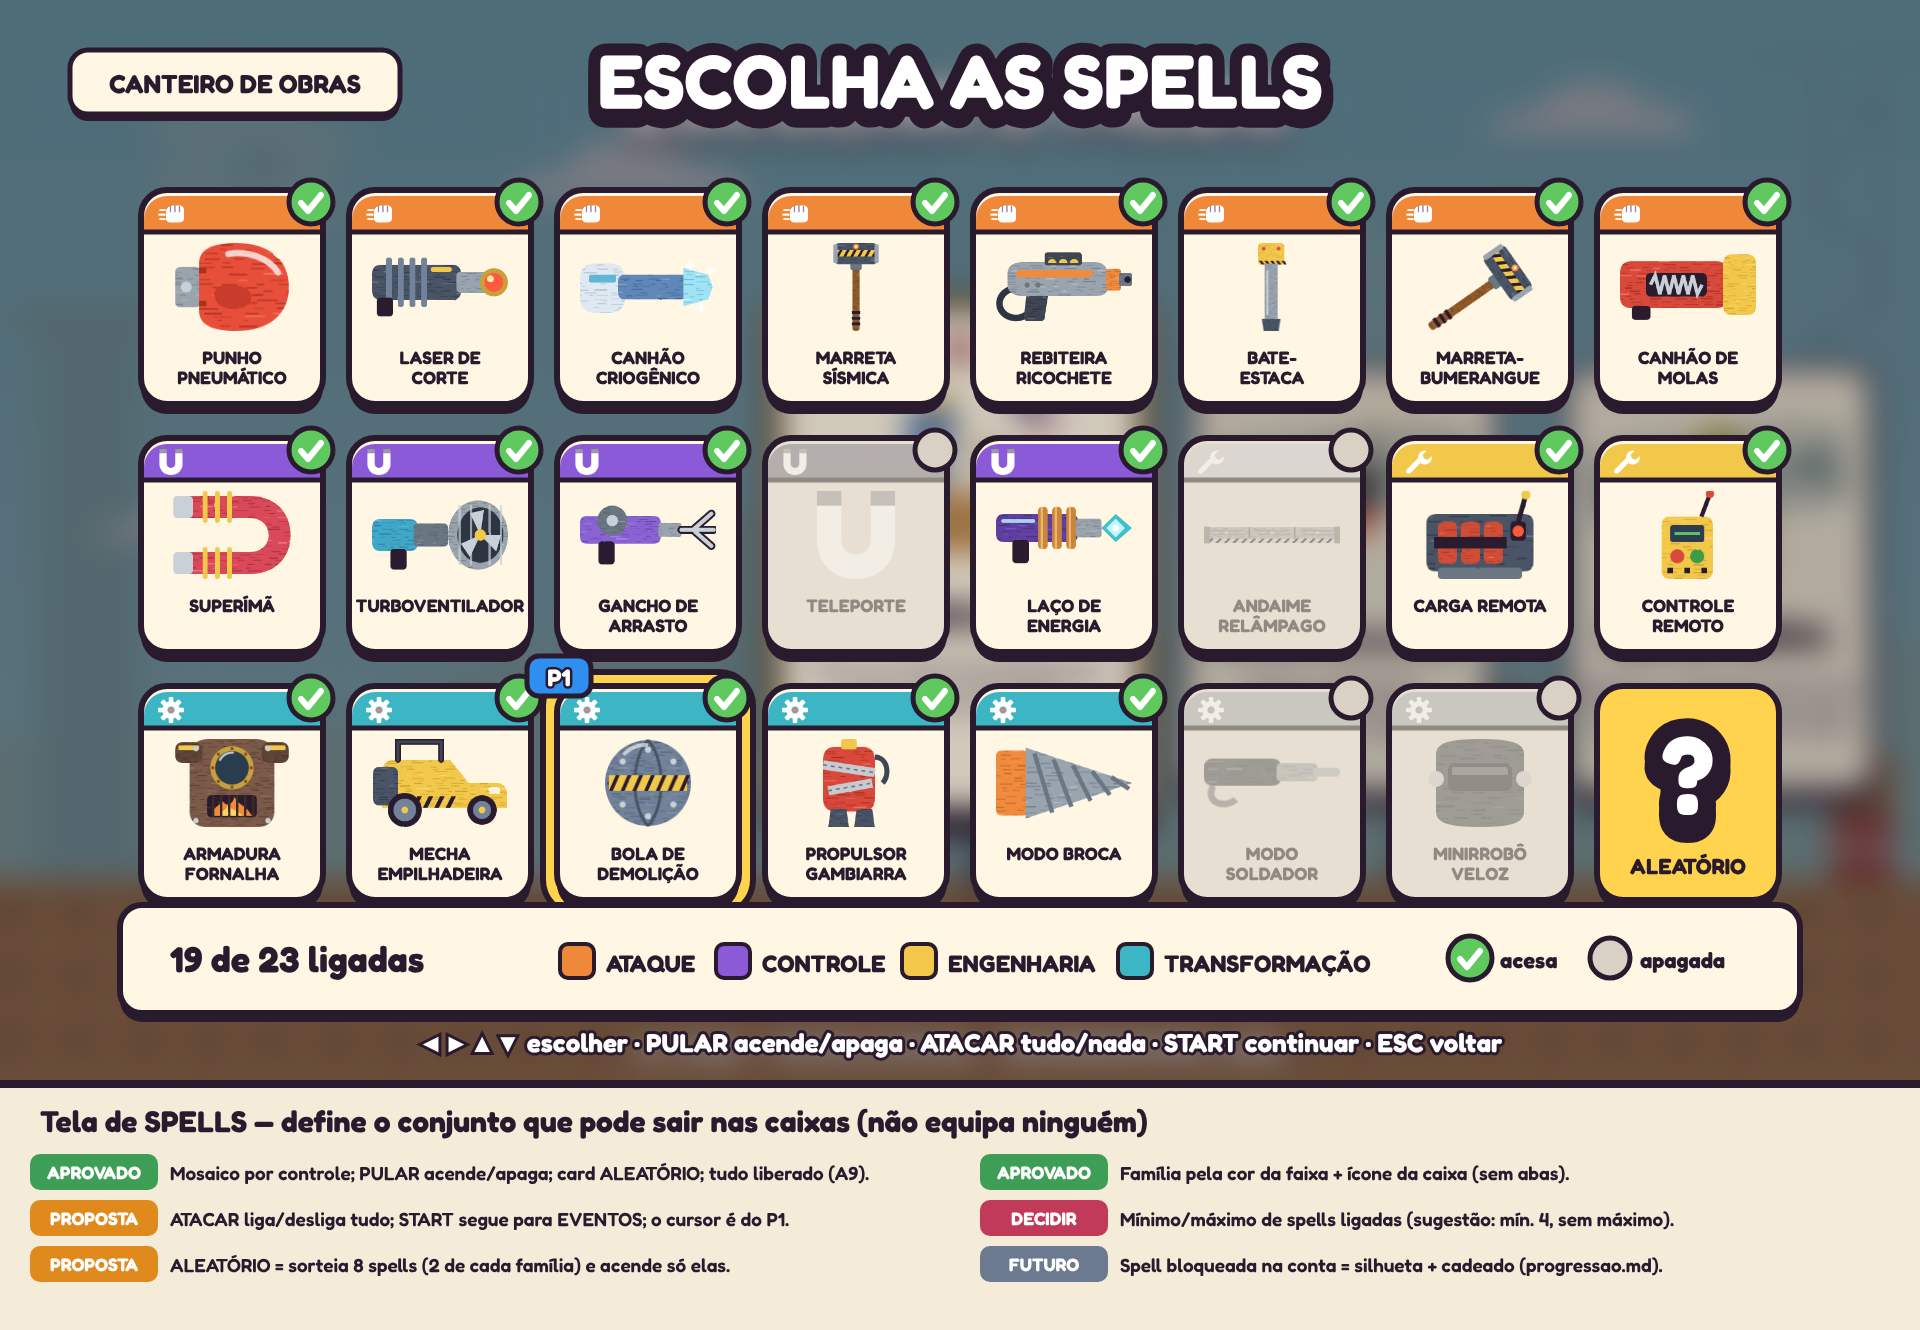 CANTEIRO DE OBRAS
ESCOLHA AS SPELLS
PUNHO
PNEUMÁTICO
LASER DE
CORTE
CANHÃO
CRIOGÊNICO
MARRETA
SÍSMICA
REBITEIRA
RICOCHETE
BATE-
ESTACA
MARRETA-
BUMERANGUE
CANHÃO DE
MOLAS
SUPERÍMÃ
TURBOVENTILADOR
GANCHO DE
ARRASTO
TELEPORTE
LAÇO DE
ENERGIA
ANDAIME
RELÂMPAGO
CARGA REMOTA
CONTROLE
REMOTO
P1
ARMADURA
FORNALHA
MECHA
EMPILHADEIRA
BOLA DE
DEMOLIÇÃO
PROPULSOR
GAMBIARRA
MODO BROCA
MODO
SOLDADOR
MINIRROBÔ
VELOZ
?
ALEATÓRIO
19 de 23 ligadas
ATAQUE
CONTROLE
ENGENHARIA
TRANSFORMAÇÃO
acesa
apagada
◁ ▷ △ ▽ escolher · PULAR acende/apaga · ATACAR tudo/nada · START continuar · ESC voltar
Tela de SPELLS — define o conjunto que pode sair nas caixas (não equipa ninguém)
APROVADO Mosaico por controle; PULAR acende/apaga; card ALEATÓRIO; tudo liberado (A9).
APROVADO Família pela cor da faixa + ícone da caixa (sem abas).
PROPOSTA ATACAR liga/desliga tudo; START segue para EVENTOS; o cursor é do P1.
DECIDIR Mínimo/máximo de spells ligadas (sugestão: mín. 4, sem máximo).
PROPOSTA ALEATÓRIO = sorteia 8 spells (2 de cada família) e acende só elas.
FUTURO Spell bloqueada na conta = silhueta + cadeado (progressao.md).